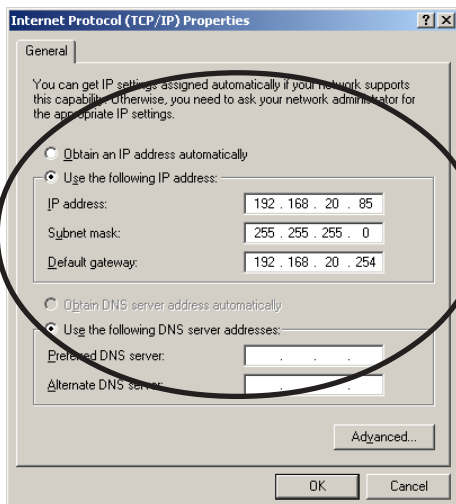 Internet Protocol (TCP/IP) Properties
General
You can get IP settings assigned automatically if your network supports
this capability. Otherwise, you need to ask your network administrator for
the appropriate IP settings.
Obtain an IP address automatically
Use the following IP address:
IP address: 192 . 168 . 20 . 85
Subnet mask: 255 . 255 . 255 . 0
Default gateway: 192 . 168 . 20 . 254
Obtain DNS server address automatically
Use the following DNS server addresses:
Preferred DNS server: . . .
Alternate DNS server: . . .
Advanced...
OK Cancel